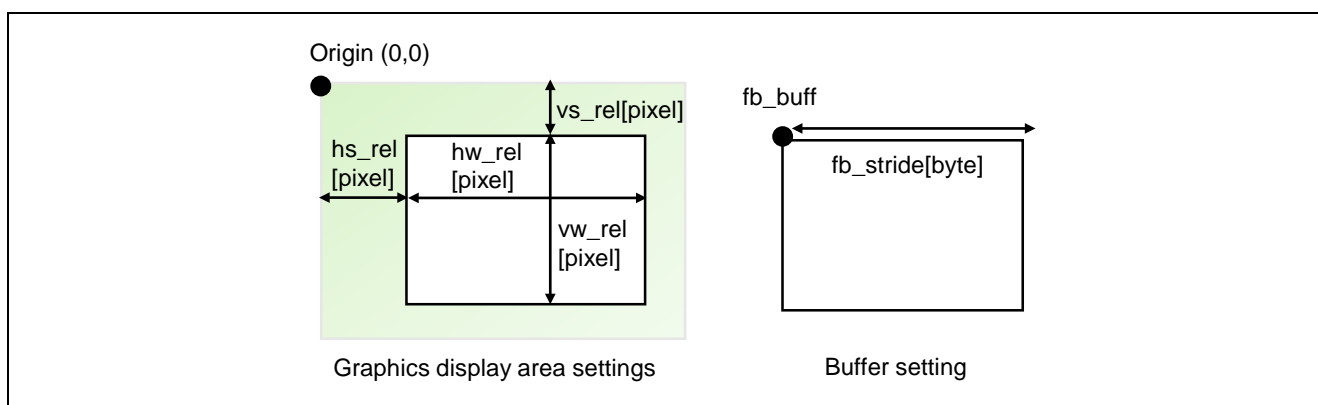 Origin (0,0)
vs_rel[pixel]
hs_rel
[pixel]
hw_rel
[pixel]
vw_rel
[pixel]
Graphics display area settings
fb_buff
fb_stride[byte]
Buffer setting